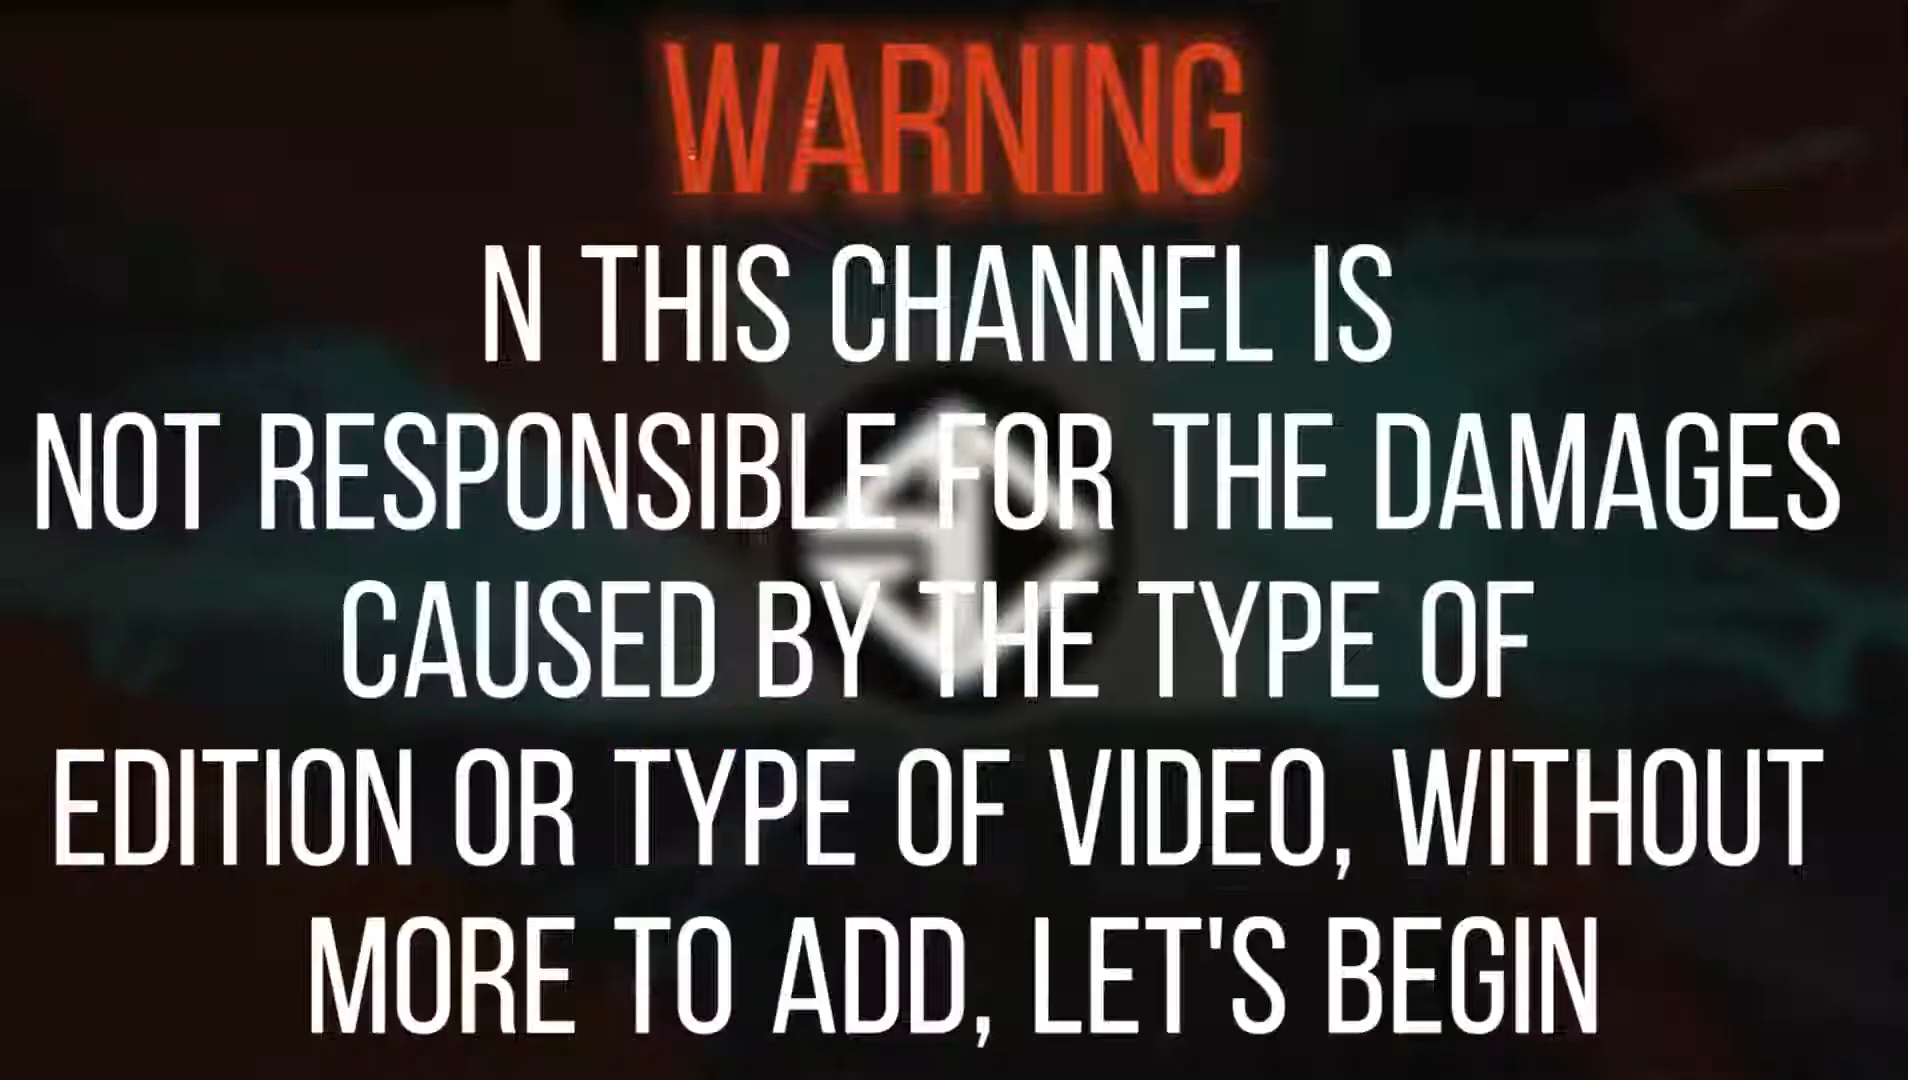 WARNING
N THIS CHANNEL IS
NOT RESPONSIBLE FOR THE DAMAGES
CAUSED BY THE TYPE OF
EDITION OR TYPE OF VIDEO, WITHOUT
MORE TO ADD, LET'S BEGIN